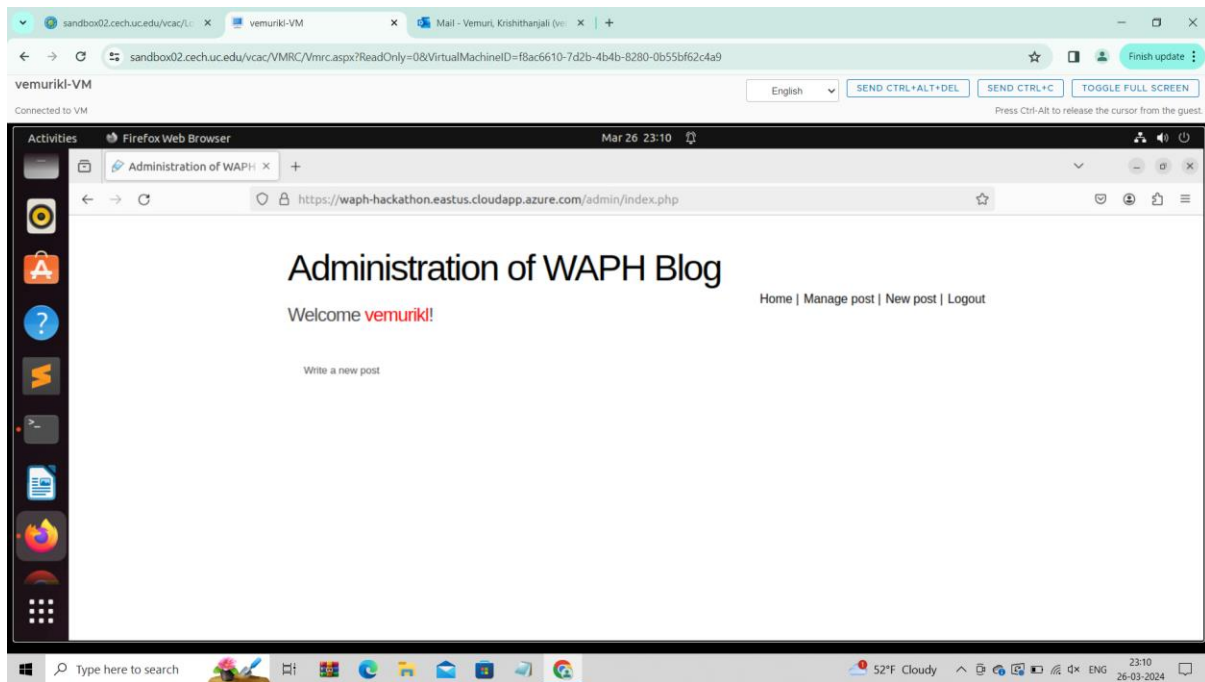 sandbox02.cech.uc.edu/vcac/Lo
vemurikl-VM
Mail - Vemuri, Krishithanjali (ve
sandbox02.cech.uc.edu/vcac/VMRC/Vmrc.aspx?ReadOnly=0&VirtualMachineID=f8ac6610-7d2b-4b4b-8280-0b55bf62c4a9
Finish update
vemurikl-VM
English
SEND CTRL+ALT+DEL
SEND CTRL+C
TOGGLE FULL SCREEN
Connected to VM
Press Ctrl-Alt to release the cursor from the guest.
Activities
Firefox Web Browser
Mar 26 23:10
Administration of WAPH
https://waph-hackathon.eastus.cloudapp.azure.com/admin/index.php
Administration of WAPH Blog
Home | Manage post | New post | Logout
Welcome vemurikl!
Write a new post
Type here to search
52°F Cloudy
ENG
23:10
26-03-2024